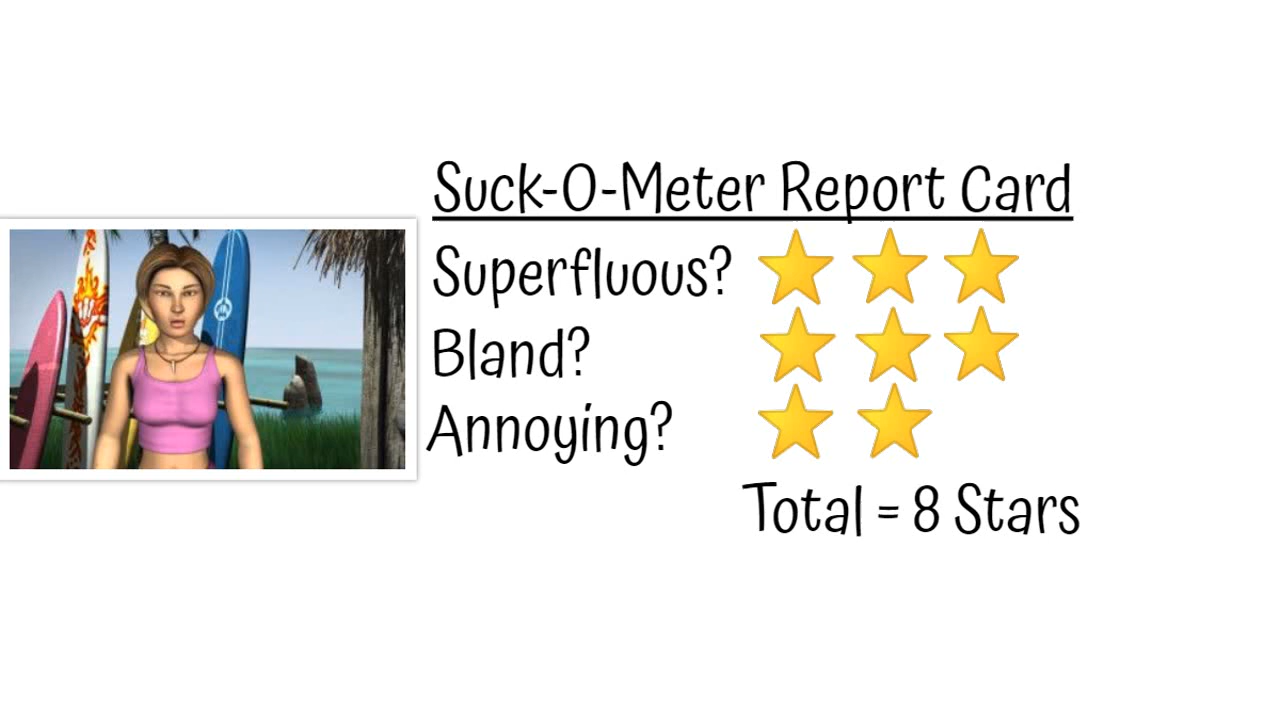 Suck-O-Meter Report Card
Superfluous?
Bland?
Annoying?
Total = 8 Stars